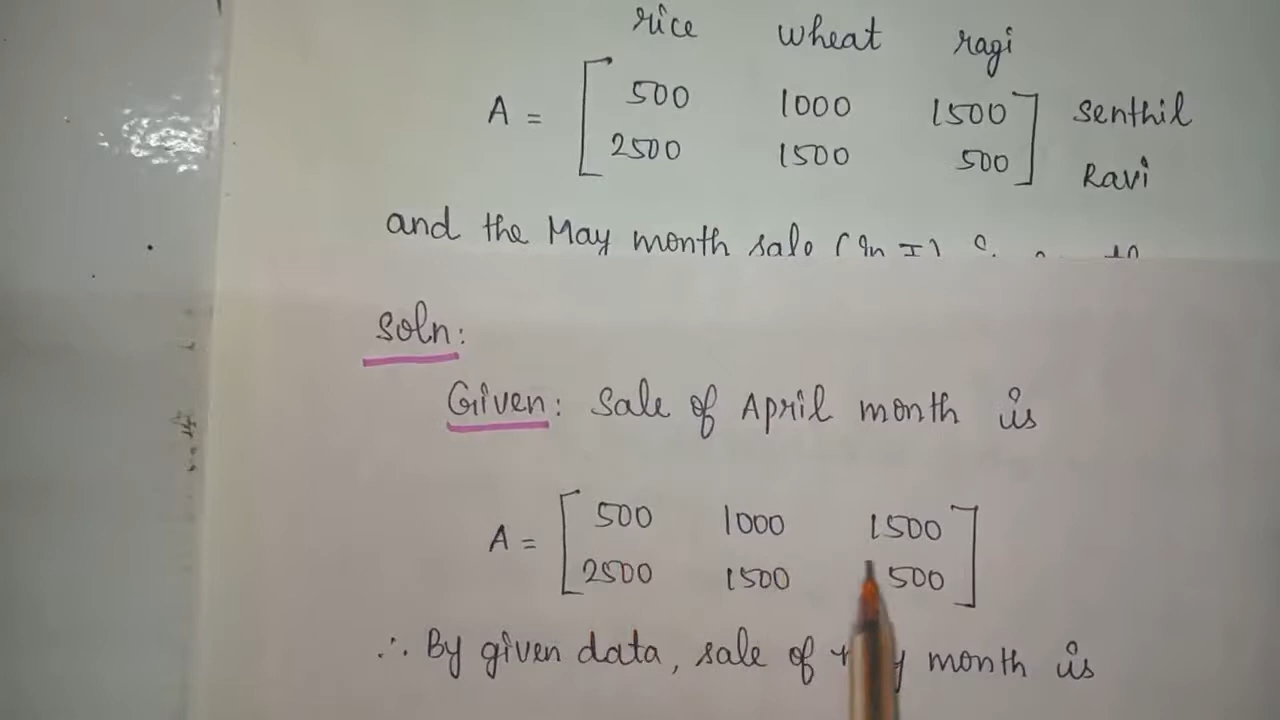 rice wheat ragi
A = [ 500 1000 1500 ] Senthil
2500 1500 500 Ravi
and the May month sale (In
Soln:
Given: Sale of April month is
A = [ 500 1000 1500 ]
2500 1500 500
∴ By given data, sale of month is